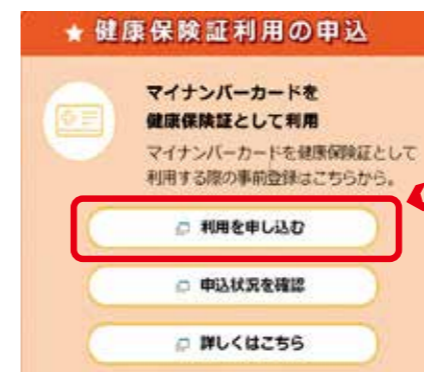 ★ 健康保険証利用の申込
マイナンバーカードを
健康保険証として利用
マイナンバーカードを健康保険証として
利用する際の事前登録はこちらから。
利用を申し込む
申込状況を確認
詳しくはこちら